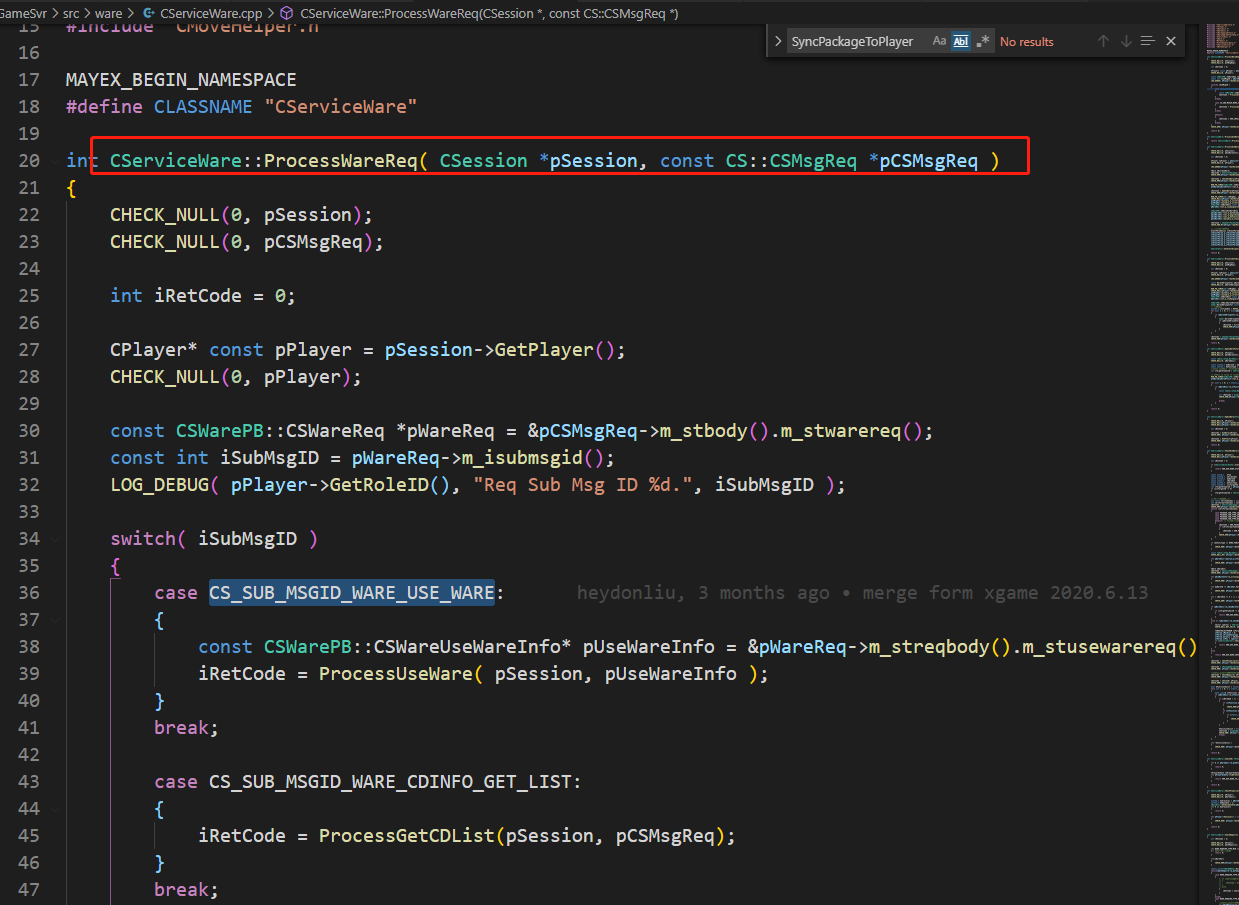 GameSvr > src > ware > CServiceWare.cpp > CServiceWare::ProcessWareReq(CSession *, const CS::CSMsgReq *)
SyncPackageToPlayer Aa Abl .* No results
15 #include "CMoveHelper.h"
16
17 MAYEX_BEGIN_NAMESPACE
18 #define CLASSNAME "CServiceWare"
19
20 int CServiceWare::ProcessWareReq( CSession *pSession, const CS::CSMsgReq *pCSMsgReq )
21 {
22 CHECK_NULL(0, pSession);
23 CHECK_NULL(0, pCSMsgReq);
24
25 int iRetCode = 0;
26
27 CPlayer* const pPlayer = pSession->GetPlayer();
28 CHECK_NULL(0, pPlayer);
29
30 const CSWarePB::CSWareReq *pWareReq = &pCSMsgReq->m_stbody().m_stwarereq();
31 const int iSubMsgID = pWareReq->m_isubmsgid();
32 LOG_DEBUG( pPlayer->GetRoleID(), "Req Sub Msg ID %d.", iSubMsgID );
33
34 switch( iSubMsgID )
35 {
36 case CS_SUB_MSGID_WARE_USE_WARE: heydonliu, 3 months ago • merge form xgame 2020.6.13
37 {
38 const CSWarePB::CSWareUseWareInfo* pUseWareInfo = &pWareReq->m_streqbody().m_stusewarereq()
39 iRetCode = ProcessUseWare( pSession, pUseWareInfo );
40 }
41 break;
42
43 case CS_SUB_MSGID_WARE_CDINFO_GET_LIST:
44 {
45 iRetCode = ProcessGetCDList(pSession, pCSMsgReq);
46 }
47 break;